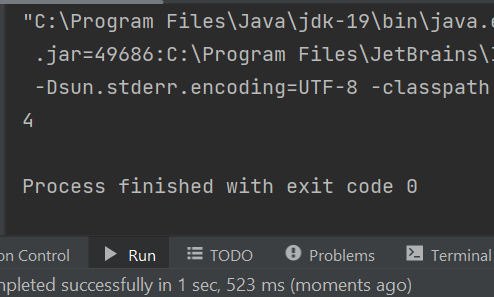 "C:\Program Files\Java\jdk-19\bin\java.e
.jar=49686:C:\Program Files\JetBrains\
-Dsun.stderr.encoding=UTF-8 -classpath
4
Process finished with exit code 0
on Control Run TODO Problems Terminal
mpleted successfully in 1 sec, 523 ms (moments ago)